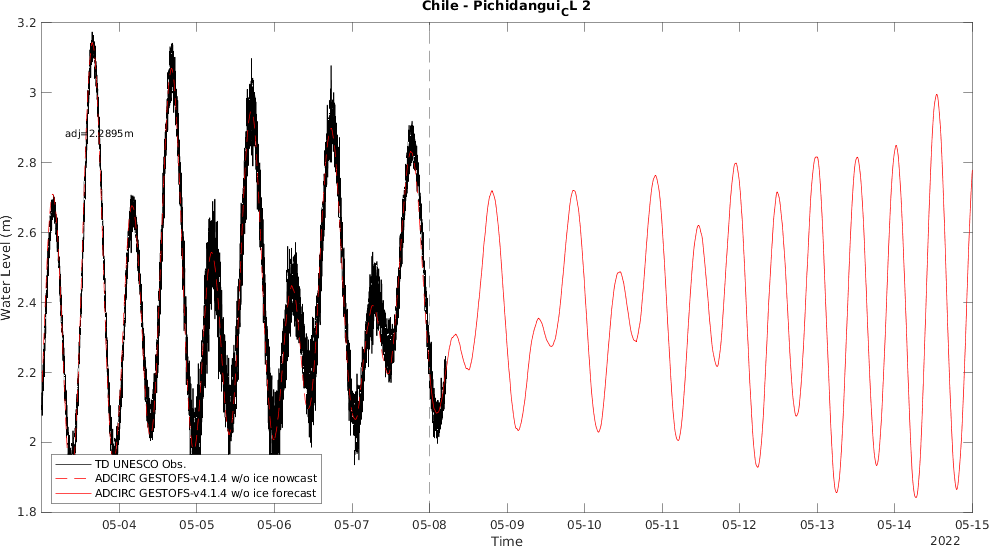 Chile - Pichidangui_CL 2
3.2
3
2.8
2.6
2.4
2.2
2
1.8
Water Level (m)
adj=2.2895m
TD UNESCO Obs.
ADCIRC GESTOFS-v4.1.4 w/o ice nowcast
ADCIRC GESTOFS-v4.1.4 w/o ice forecast
05-04 05-05 05-06 05-07 05-08 05-09 05-10 05-11 05-12 05-13 05-14 05-15
Time
2022